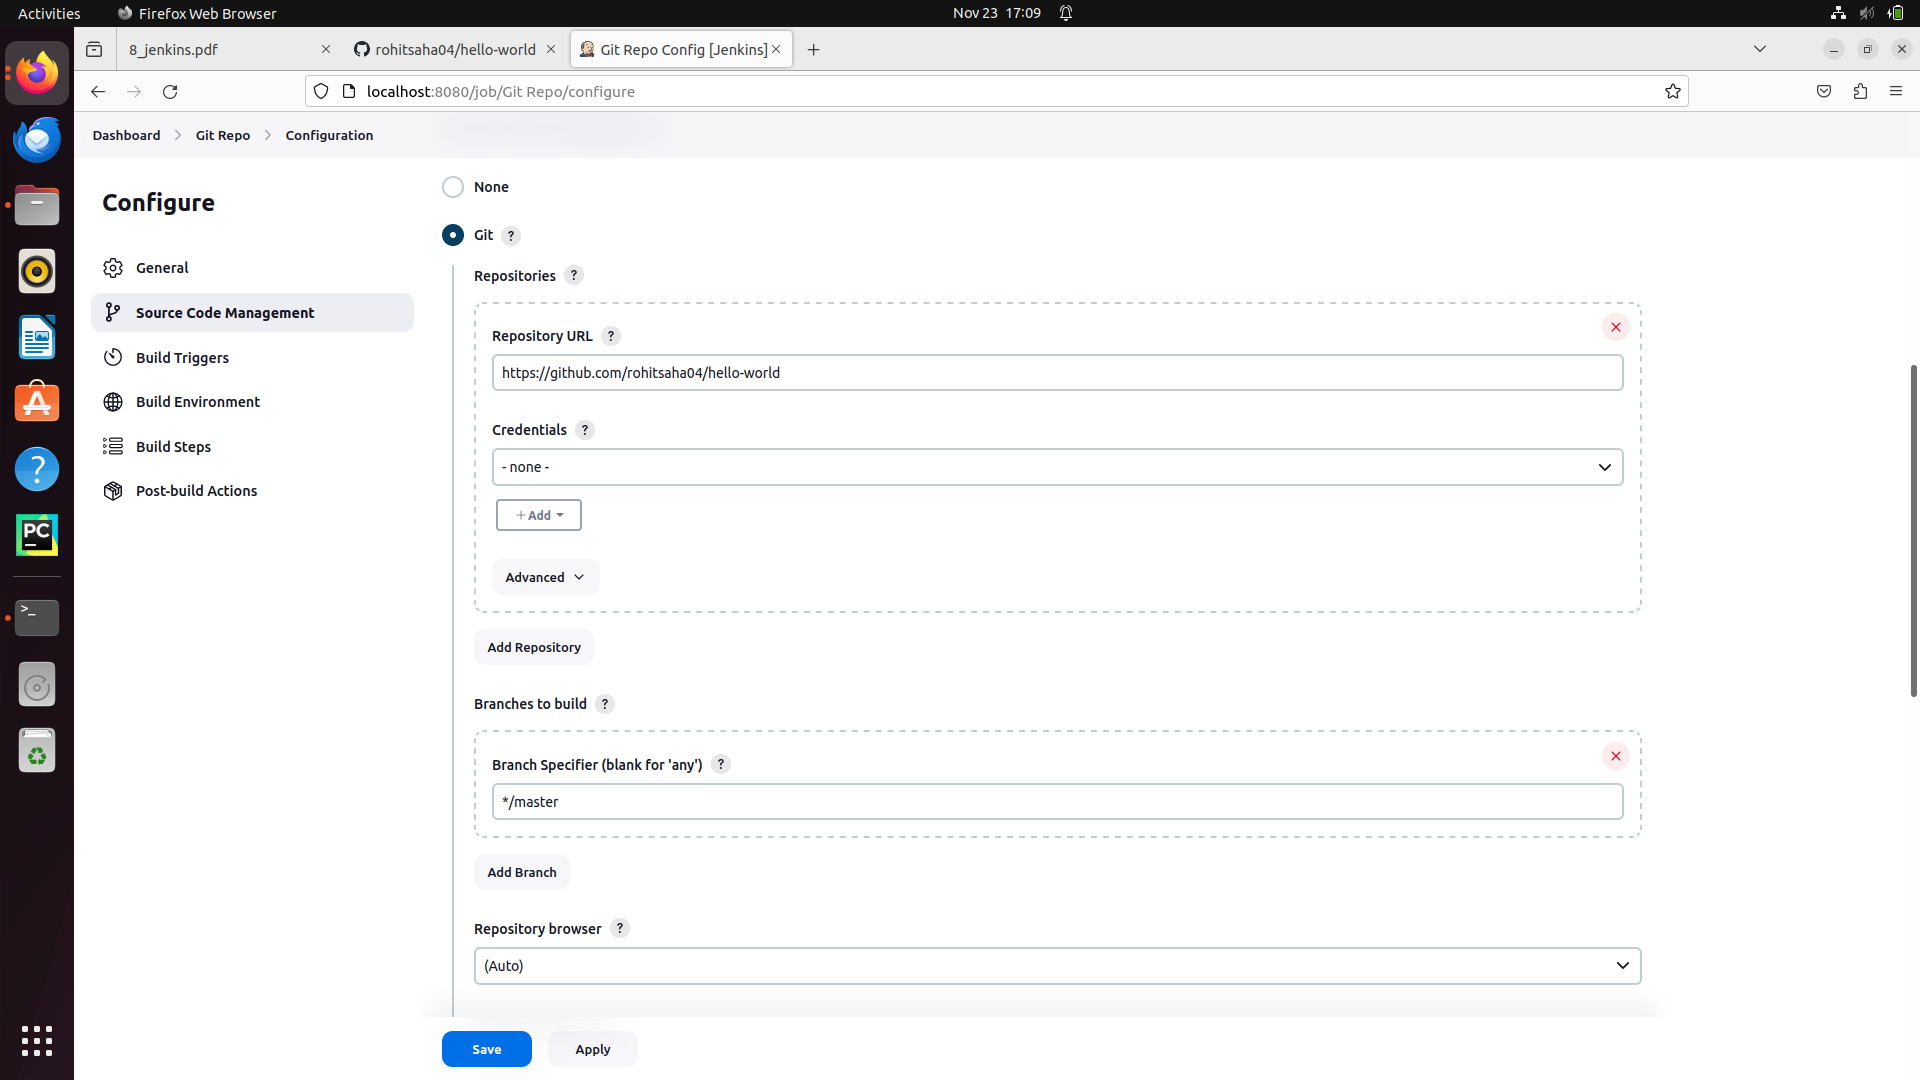 Activities
Firefox Web Browser
Nov 23 17:09
8_jenkins.pdf
rohitsaha04/hello-world
Git Repo Config [Jenkins]
localhost:8080/job/Git Repo/configure
Dashboard
Git Repo
Configuration
Configure
General
Source Code Management
Build Triggers
Build Environment
Build Steps
Post-build Actions
None
Git ?
Repositories ?
Repository URL ?
https://github.com/rohitsaha04/hello-world
Credentials ?
- none -
+ Add
Advanced
Add Repository
Branches to build ?
Branch Specifier (blank for 'any') ?
*/master
Add Branch
Repository browser ?
(Auto)
Save
Apply
PC
>_
?